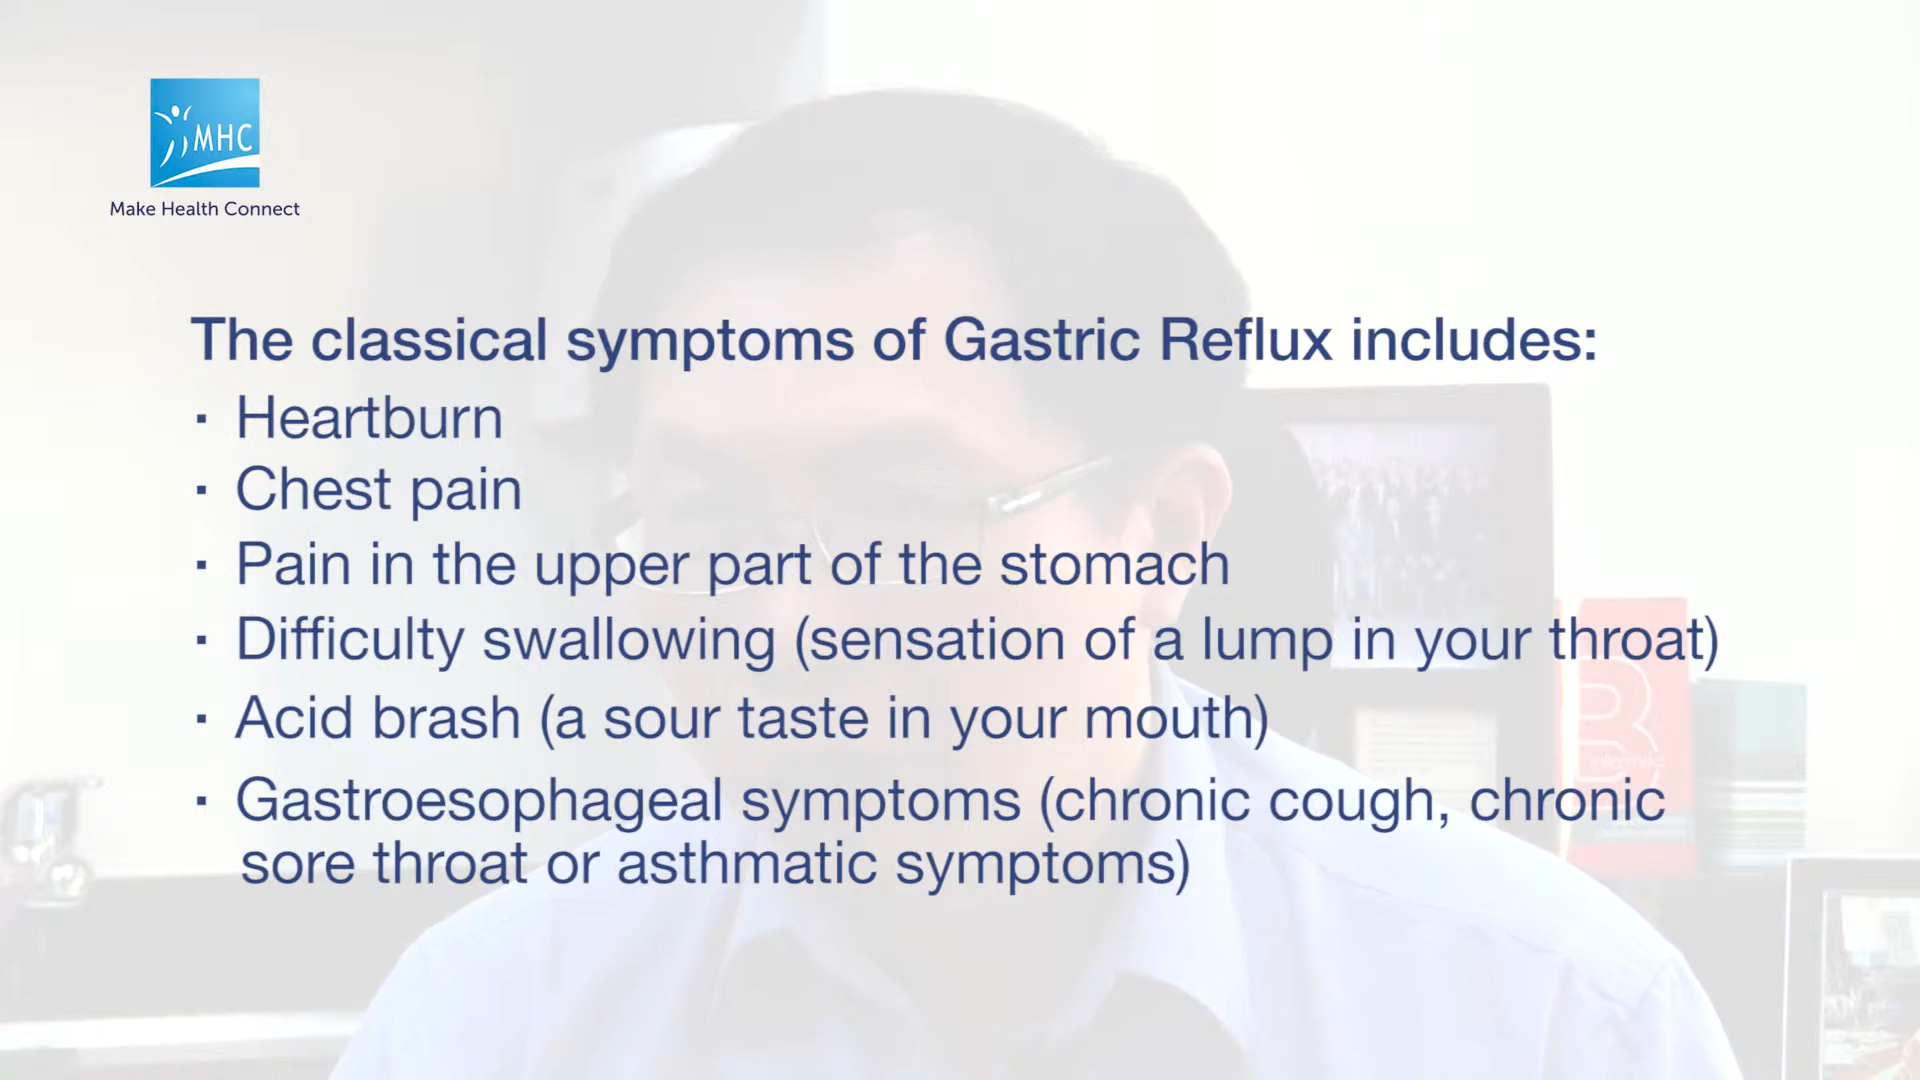 MHC
Make Health Connect
The classical symptoms of Gastric Reflux includes:
· Heartburn
· Chest pain
· Pain in the upper part of the stomach
· Difficulty swallowing (sensation of a lump in your throat)
· Acid brash (a sour taste in your mouth)
· Gastroesophageal symptoms (chronic cough, chronic
sore throat or asthmatic symptoms)